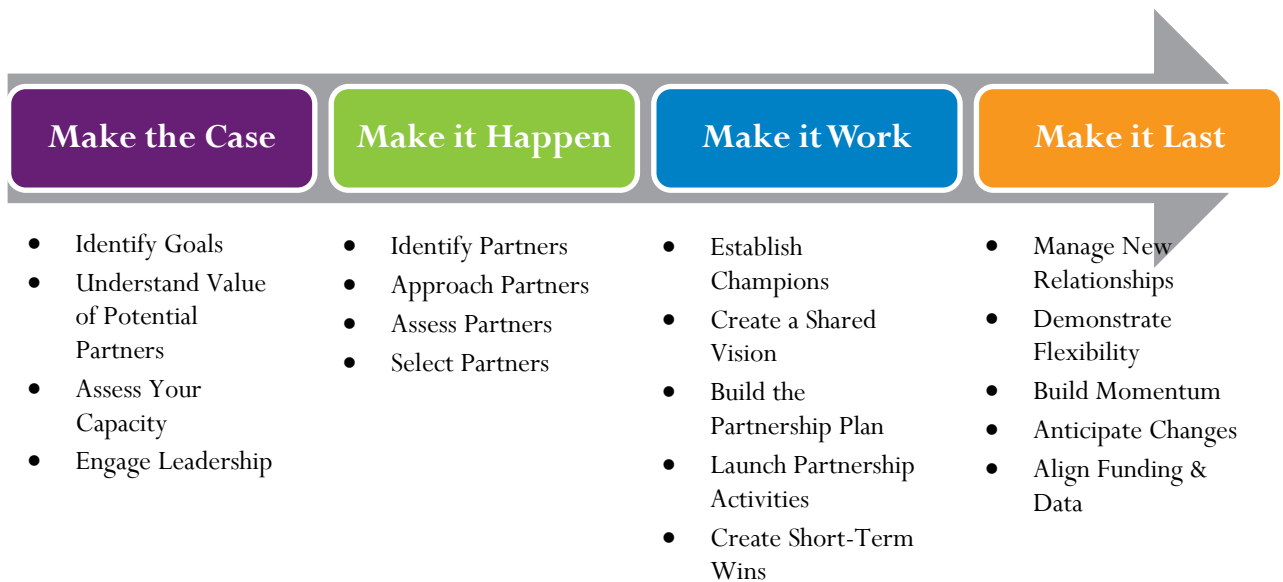 Make the Case
Make it Happen
Make it Work
Make it Last
• Identify Goals
• Understand Value
of Potential
Partners
• Assess Your
Capacity
• Engage Leadership
• Identify Partners
• Approach Partners
• Assess Partners
• Select Partners
• Establish
Champions
• Create a Shared
Vision
• Build the
Partnership Plan
• Launch Partnership
Activities
• Create Short-Term
Wins
• Manage New
Relationships
• Demonstrate
Flexibility
• Build Momentum
• Anticipate Changes
• Align Funding &
Data